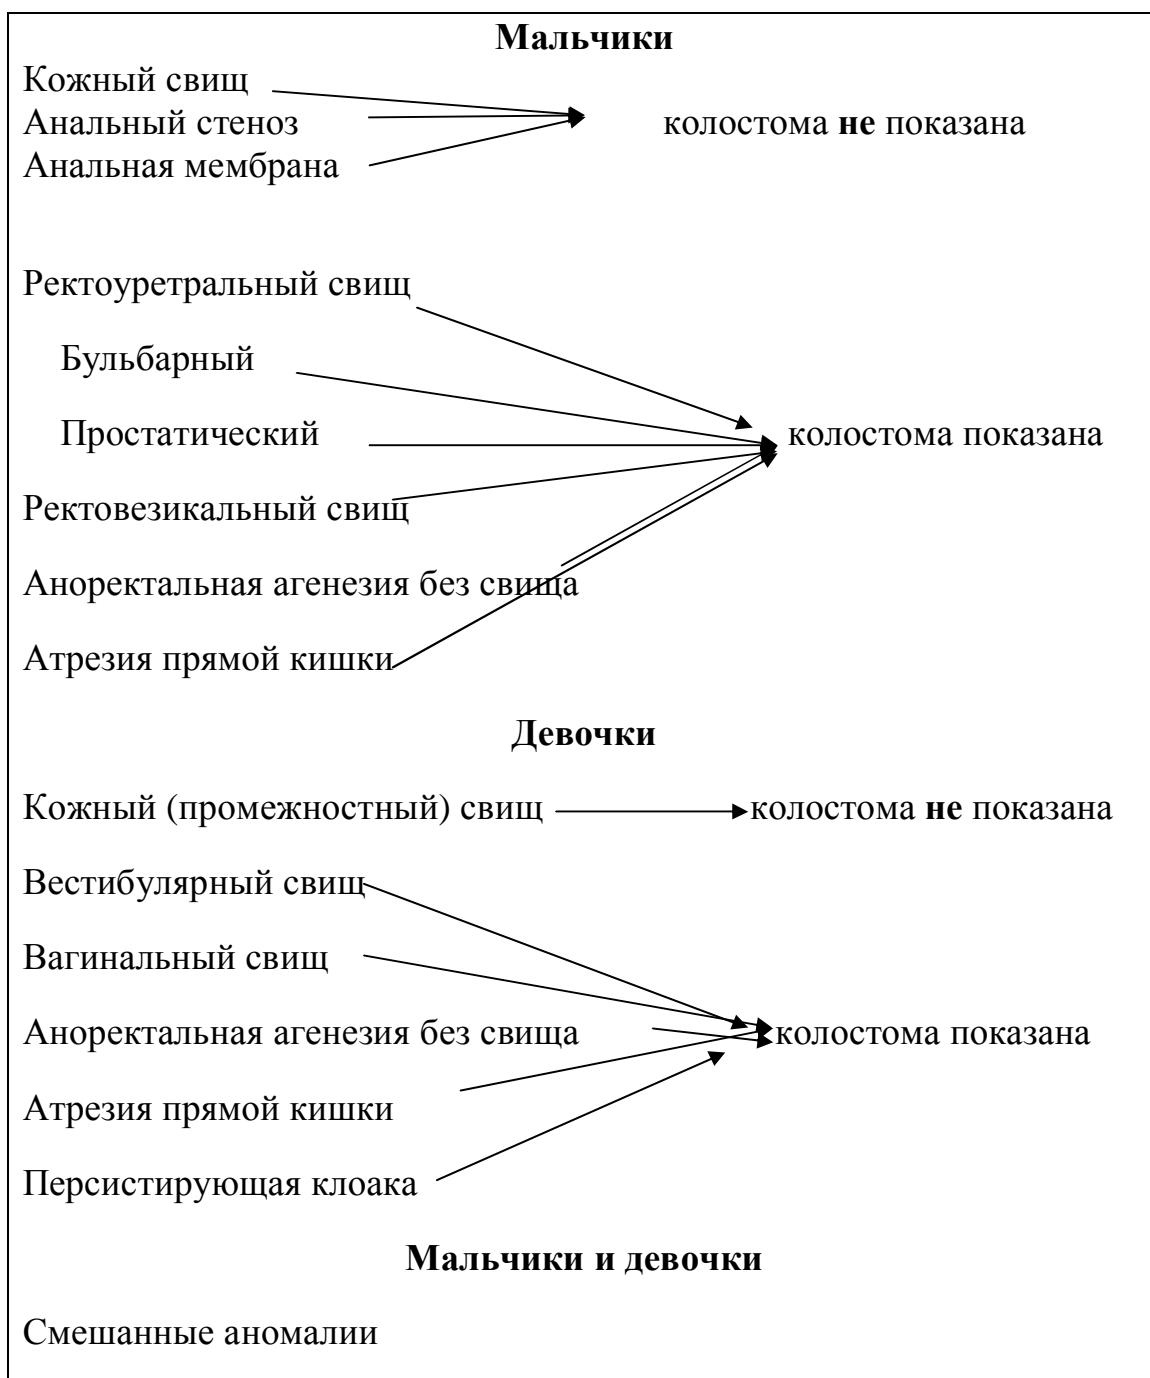 Мальчики
Кожный свищ
Анальный стеноз колостома не показана
Анальная мембрана
Ректоуретральный свищ
Бульбарный
Простатический колостома показана
Ректовезикальный свищ
Аноректальная агенезия без свища
Атрезия прямой кишки
Девочки
Кожный (промежностный) свищ колостома не показана
Вестибулярный свищ
Вагинальный свищ
Аноректальная агенезия без свища колостома показана
Атрезия прямой кишки
Персистирующая клоака
Мальчики и девочки
Смешанные аномалии